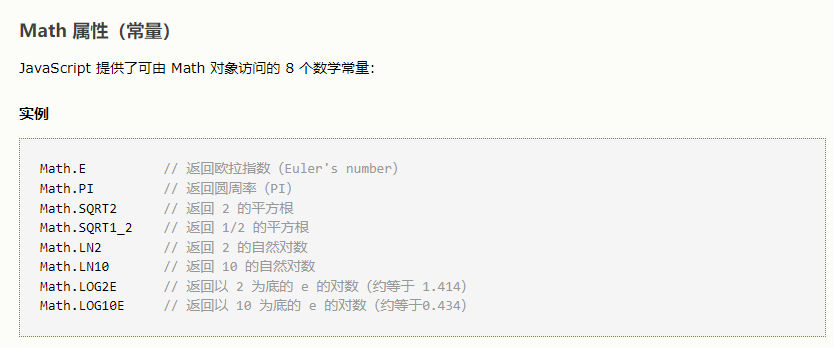 Math 属性（常量）
JavaScript 提供了可由 Math 对象访问的 8 个数学常量：
实例
Math.E // 返回欧拉指数（Euler's number）
Math.PI // 返回圆周率（PI）
Math.SQRT2 // 返回 2 的平方根
Math.SQRT1_2 // 返回 1/2 的平方根
Math.LN2 // 返回 2 的自然对数
Math.LN10 // 返回 10 的自然对数
Math.LOG2E // 返回以 2 为底的 e 的对数（约等于 1.414）
Math.LOG10E // 返回以 10 为底的 e 的对数（约等于0.434）